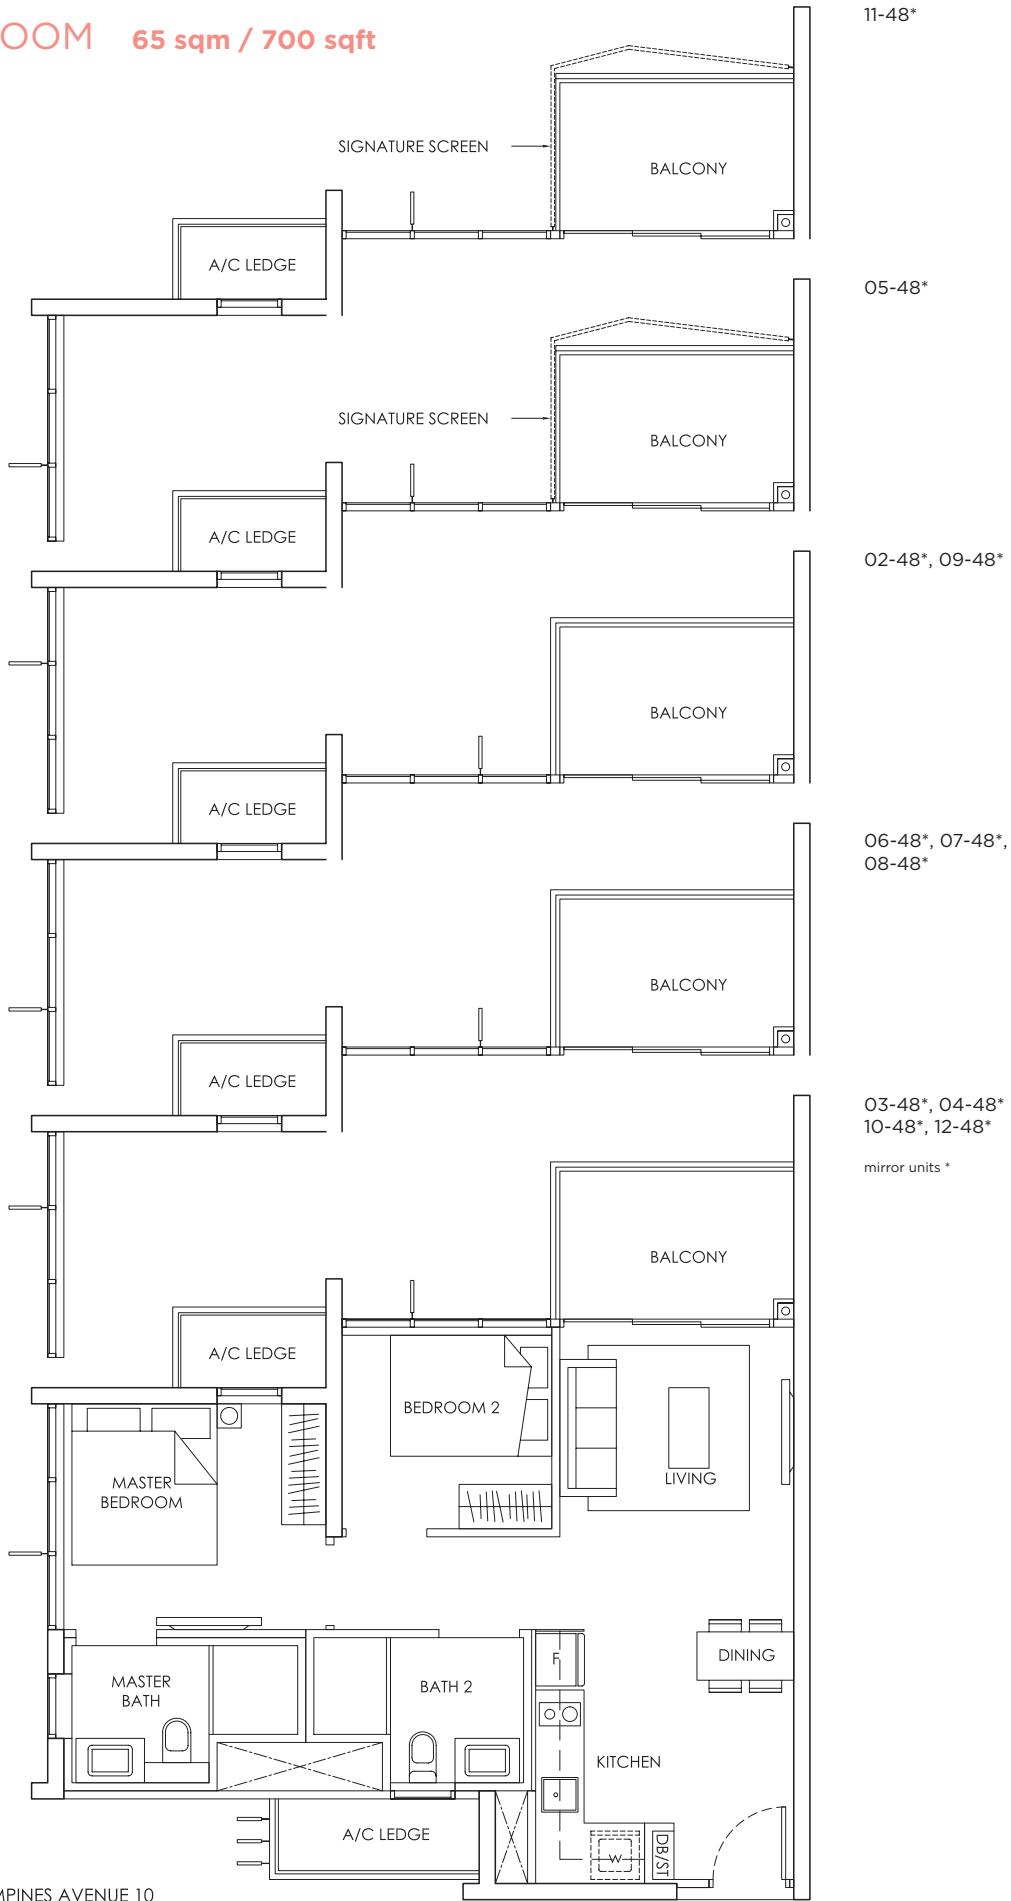 OOM 65 sqm / 700 sqft
11-48*
SIGNATURE SCREEN
BALCONY
A/C LEDGE
05-48*
SIGNATURE SCREEN
BALCONY
A/C LEDGE
02-48*, 09-48*
BALCONY
A/C LEDGE
06-48*, 07-48*,
08-48*
BALCONY
A/C LEDGE
03-48*, 04-48*
10-48*, 12-48*
mirror units *
BALCONY
A/C LEDGE
BEDROOM 2
LIVING
MASTER
BEDROOM
MASTER
BATH
BATH 2
F
DINING
KITCHEN
A/C LEDGE
W
DB/ST
MPINES AVENUE 10